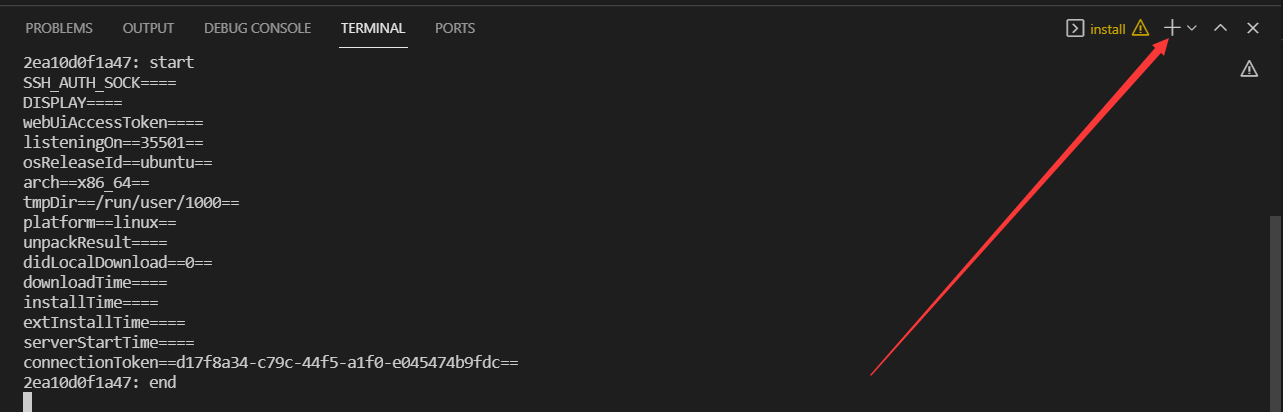 PROBLEMS OUTPUT DEBUG CONSOLE TERMINAL PORTS install
2ea10d0f1a47: start
SSH_AUTH_SOCK====
DISPLAY====
webUiAccessToken====
listeningOn==35501==
osReleaseId==ubuntu==
arch==x86_64==
tmpDir==/run/user/1000==
platform==linux==
unpackResult====
didLocalDownload==0==
downloadTime====
installTime====
extInstallTime====
serverStartTime====
connectionToken==d17f8a34-c79c-44f5-a1f0-e045474b9fdc==
2ea10d0f1a47: end